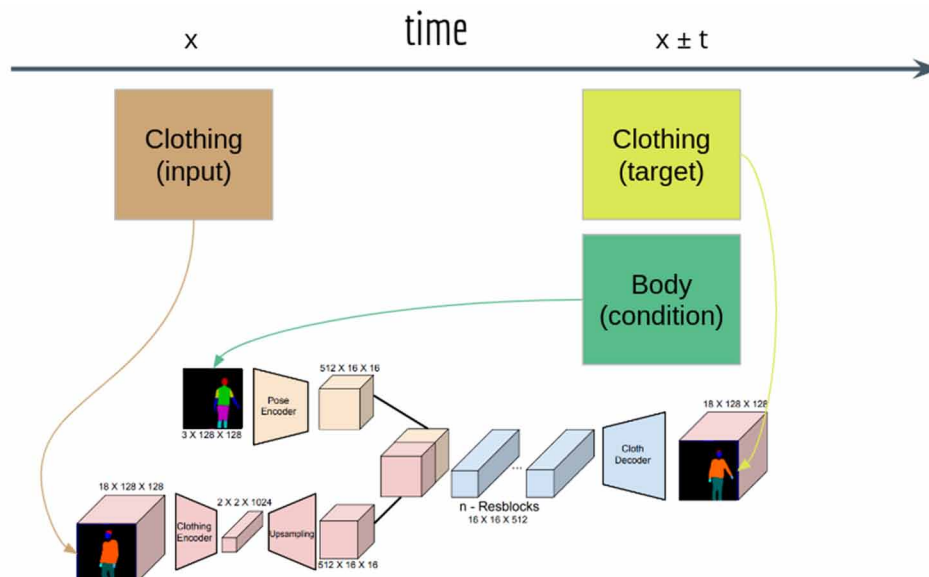 time
x
x ± t
Clothing
(input)
Clothing
(target)
Body
(condition)
512 X 16 X 16
Pose
Encoder
3 X 128 X 128
18 X 128 X 128
Cloth
Decoder
...
n - Resblocks
16 X 16 X 512
18 X 128 X 128
2 X 2 X 1024
Clothing
Encoder
Upsampling
512 X 16 X 16